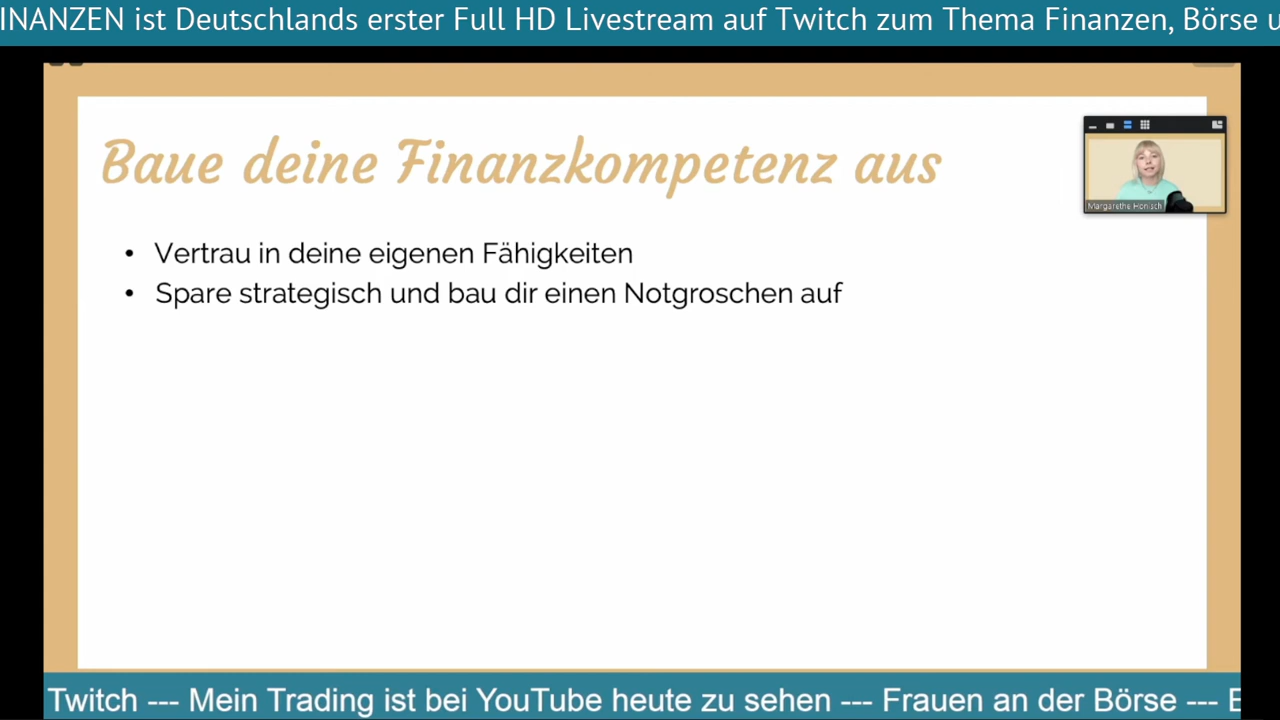 INANZEN ist Deutschlands erster Full HD Livestream auf Twitch zum Thema Finanzen, Börse u
Baue deine Finanzkompetenz aus
Margarethe Honisch
• Vertrau in deine eigenen Fähigkeiten
• Spare strategisch und bau dir einen Notgroschen auf
Twitch --- Mein Trading ist bei YouTube heute zu sehen --- Frauen an der Börse --- E